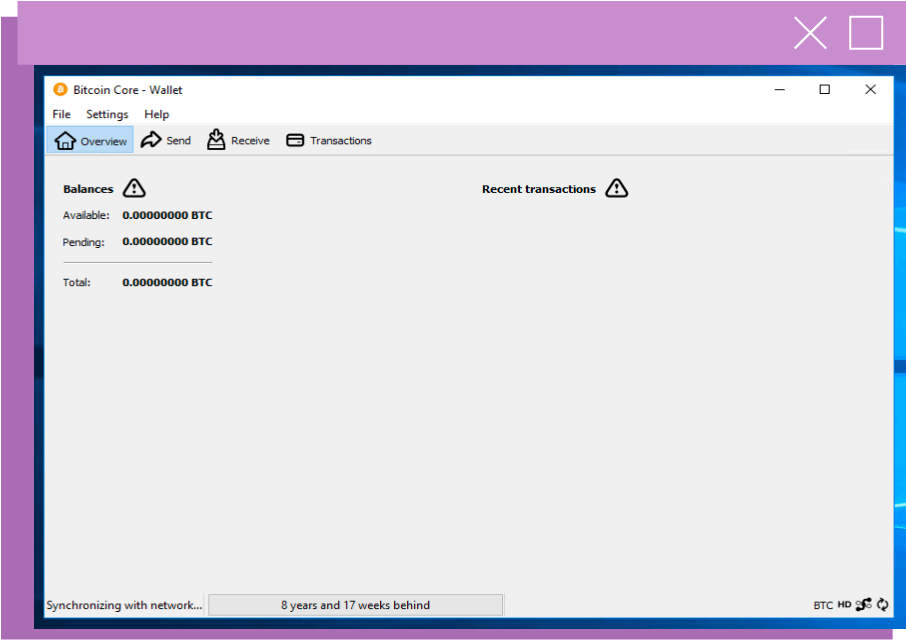 Bitcoin Core - Wallet
File Settings Help
Overview Send Receive Transactions
Balances Recent transactions
Available: 0.00000000 BTC
Pending: 0.00000000 BTC
Total: 0.00000000 BTC
Synchronizing with network... 8 years and 17 weeks behind BTC HD